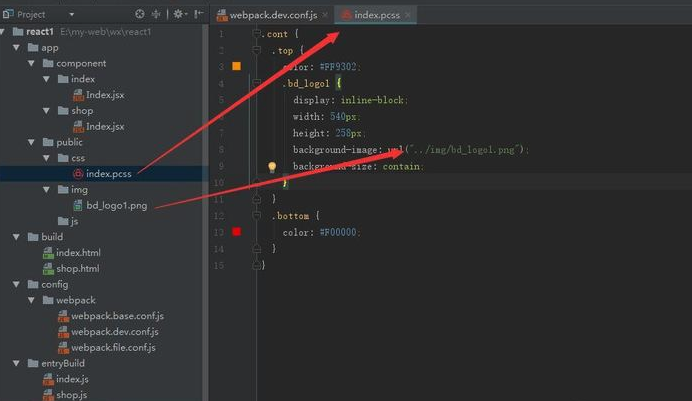 Project
react1 E:\my-web\wx\react1
app
component
index
Index.jsx
shop
Index.jsx
public
css
index.pcss
img
bd_logo1.png
js
build
index.html
shop.html
config
webpack
webpack.base.conf.js
webpack.dev.conf.js
webpack.file.conf.js
entryBuild
index.js
shop.js
webpack.dev.conf.js × index.pcss ×
1 .cont {
2 .top {
3 color: #FF9302;
4 .bd_logo1 {
5 display: inline-block;
6 width: 540px;
7 height: 258px;
8 background-image: url("../img/bd_logo1.png");
9 background-size: contain;
10 }
11 }
12 .bottom {
13 color: #F00000;
14 }
15 }